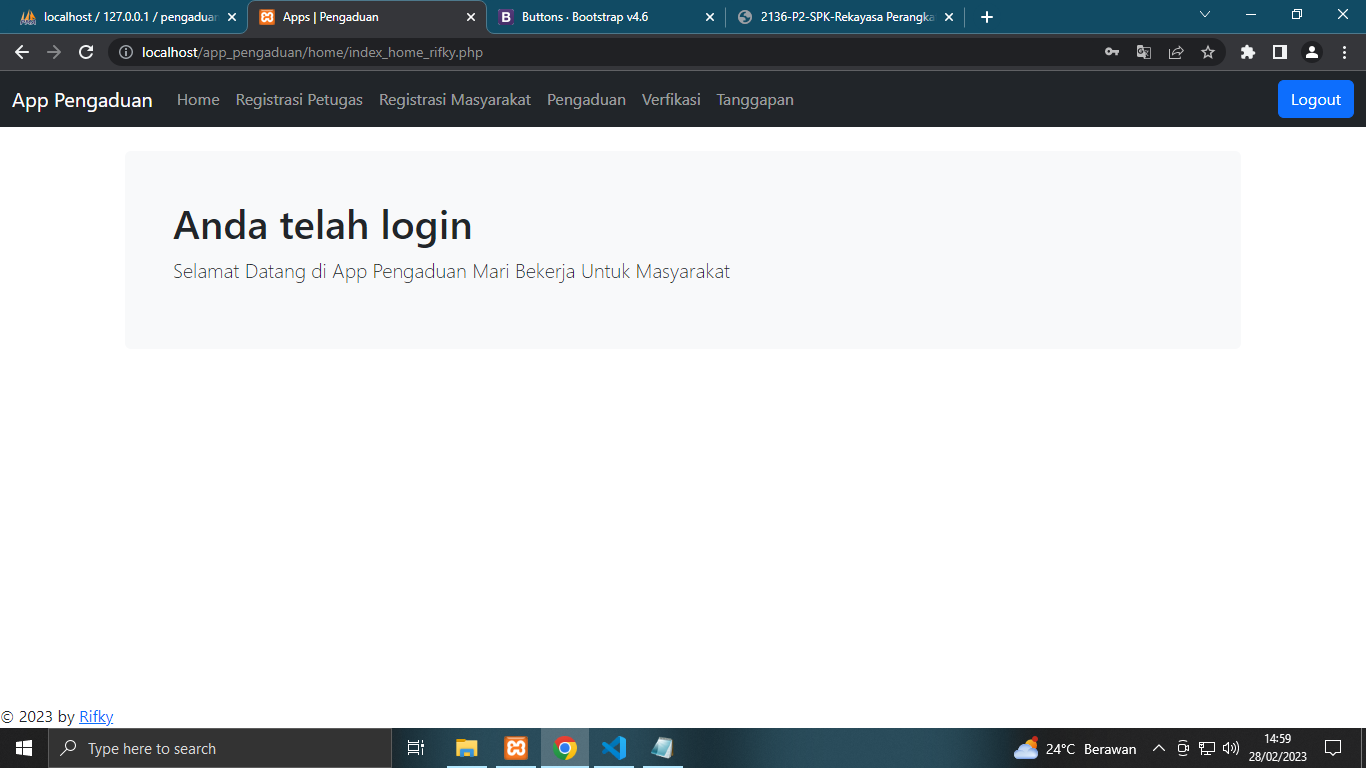 localhost / 127.0.0.1 / pengaduan
Apps | Pengaduan
Buttons · Bootstrap v4.6
2136-P2-SPK-Rekayasa Perangka
localhost/app_pengaduan/home/index_home_rifky.php
App Pengaduan Home Registrasi Petugas Registrasi Masyarakat Pengaduan Verfikasi Tanggapan Logout
Anda telah login
Selamat Datang di App Pengaduan Mari Bekerja Untuk Masyarakat
© 2023 by Rifky
Type here to search
24°C Berawan
14:59
28/02/2023